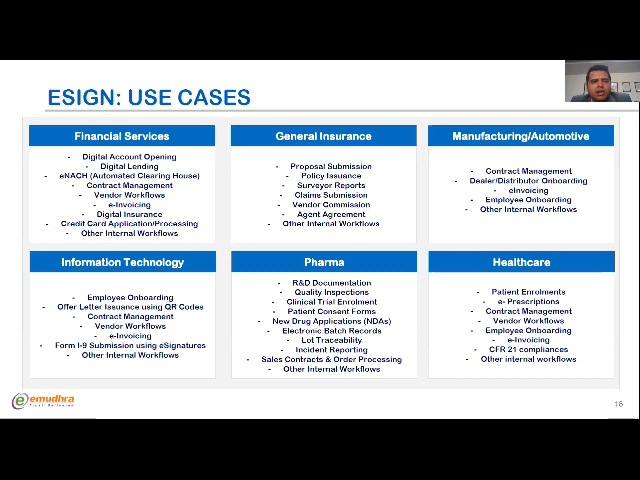 ESIGN: USE CASES
Financial Services
- Digital Account Opening
- Digital Lending
- eNACH (Automated Clearing House)
- Contract Management
- Vendor Workflows
- e-Invoicing
- Digital Insurance
- Credit Card Application/Processing
- Other Internal Workflows
General Insurance
- Proposal Submission
- Policy Issuance
- Surveyor Reports
- Claims Submission
- Vendor Commission
- Agent Agreement
- Other Internal Workflows
Manufacturing/Automotive
- Contract Management
- Dealer/Distributor Onboarding
- eInvoicing
- Employee Onboarding
- Other Internal Workflows
Information Technology
- Employee Onboarding
- Offer Letter Issuance using QR Codes
- Contract Management
- Vendor Workflows
- e-Invoicing
- Form I-9 Submission using eSignatures
- Other Internal Workflows
Pharma
- R&D Documentation
- Quality Inspections
- Clinical Trial Enrolment
- Patient Consent Forms
- New Drug Applications (NDAs)
- Electronic Batch Records
- Lot Traceability
- Incident Reporting
- Sales Contracts & Order Processing
- Other Internal Workflows
Healthcare
- Patient Enrolments
- e- Prescriptions
- Contract Management
- Vendor Workflows
- Employee Onboarding
- e-Invoicing
- CFR 21 compliances
- Other internal workflows
emudhra
Trust Delivered
16